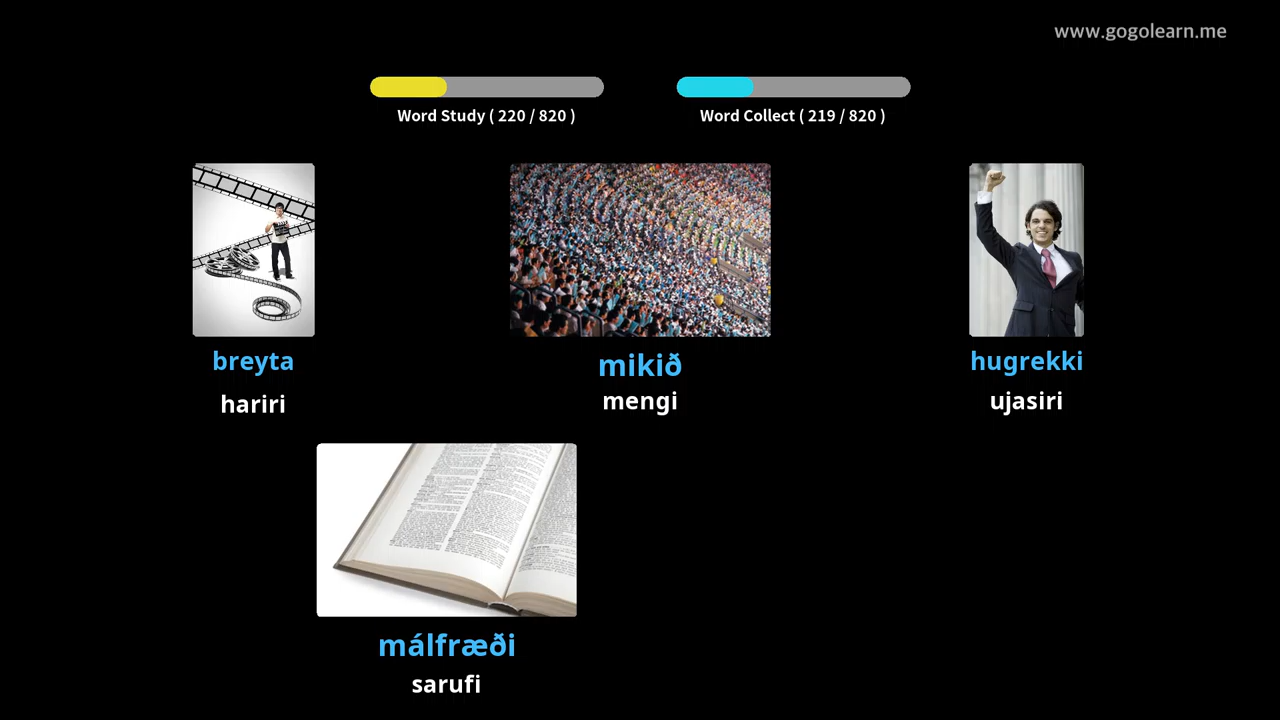 www.gogolearn.me
Word Study ( 220 / 820 )
Word Collect ( 219 / 820 )
breyta
hariri
mikið
mengi
hugrekki
ujasiri
málfræði
sarufi